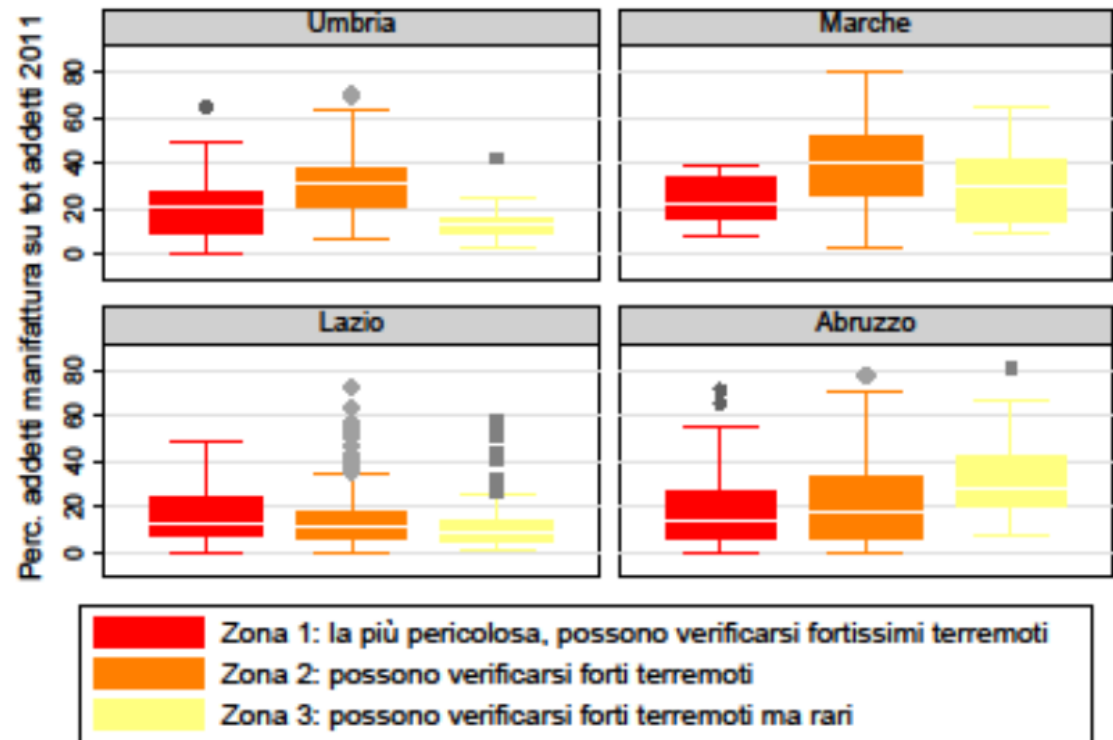 Perc. addetti manifattura su tot addetti 2011
Umbria
Marche
80
60
40
20
0
Lazio
Abruzzo
80
60
40
20
0
Zona 1: la più pericolosa, possono verificarsi fortissimi terremoti
Zona 2: possono verificarsi forti terremoti
Zona 3: possono verificarsi forti terremoti ma rari